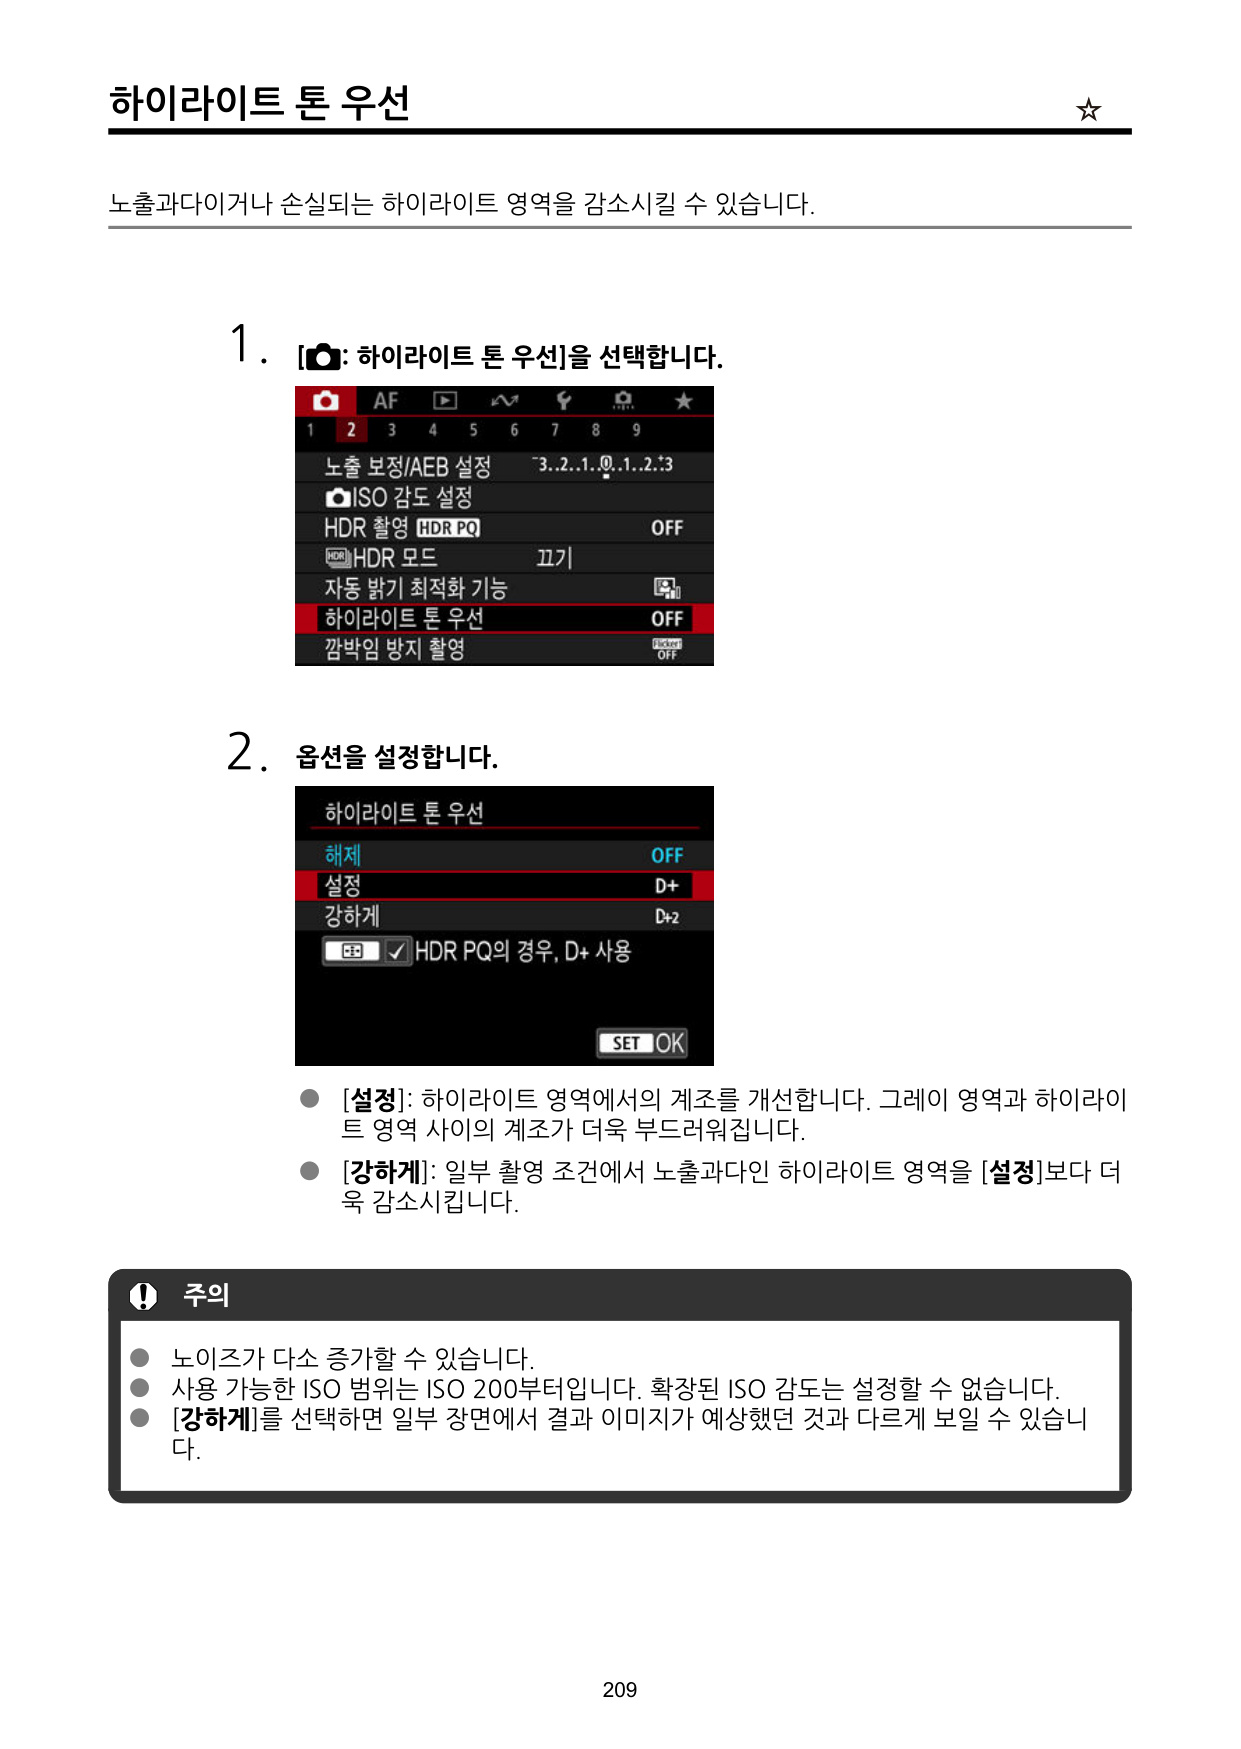 하이라이트 톤 우선 ☆
노출과다이거나 손실되는 하이라이트 영역을 감소시킬 수 있습니다.
1. [: 하이라이트 톤 우선]을 선택합니다.
AF
1 2 3 4 5 6 7 8 9
노출 보정/AEB 설정 -3..2..1..0..1..2..+3
ISO 감도 설정
HDR 촬영 HDR PQ OFF
HDR HDR 모드 끄기
자동 밝기 최적화 기능
하이라이트 톤 우선 OFF
깜박임 방지 촬영 Flicker! OFF
2. 옵션을 설정합니다.
하이라이트 톤 우선
해제 OFF
설정 D+
강하게 D+2
HDR PQ의 경우, D+ 사용
SET OK
● [설정]: 하이라이트 영역에서의 계조를 개선합니다. 그레이 영역과 하이라이
트 영역 사이의 계조가 더욱 부드러워집니다.
● [강하게]: 일부 촬영 조건에서 노출과다인 하이라이트 영역을 [설정]보다 더
욱 감소시킵니다.
주의
● 노이즈가 다소 증가할 수 있습니다.
● 사용 가능한 ISO 범위는 ISO 200부터입니다. 확장된 ISO 감도는 설정할 수 없습니다.
● [강하게]를 선택하면 일부 장면에서 결과 이미지가 예상했던 것과 다르게 보일 수 있습니
다.
209